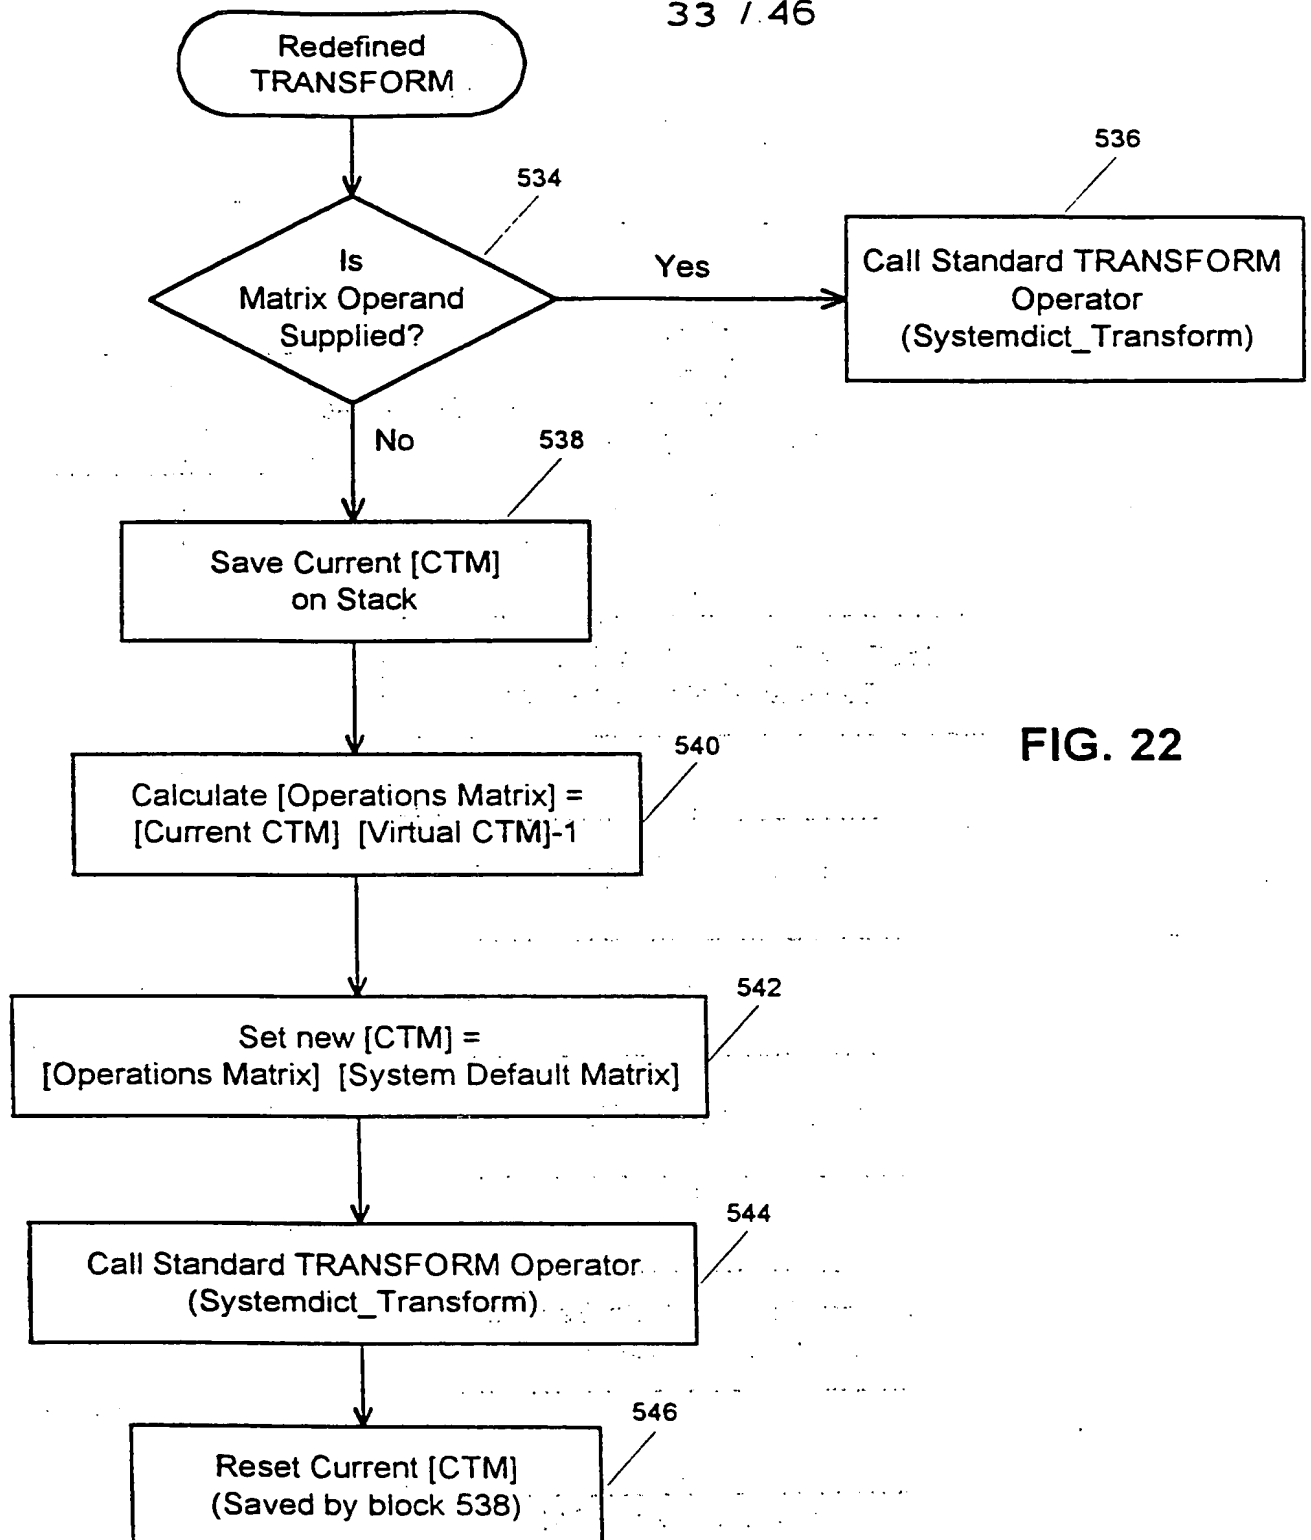 33 / 46
Redefined
TRANSFORM
534
Is
Matrix Operand
Supplied?
Yes
536
Call Standard TRANSFORM
Operator
(Systemdict_Transform)
No
538
Save Current [CTM]
on Stack
540
Calculate [Operations Matrix] =
[Current CTM] [Virtual CTM]-1
FIG. 22
542
Set new [CTM] =
[Operations Matrix] [System Default Matrix]
544
Call Standard TRANSFORM Operator
(Systemdict_Transform)
546
Reset Current [CTM]
(Saved by block 538)